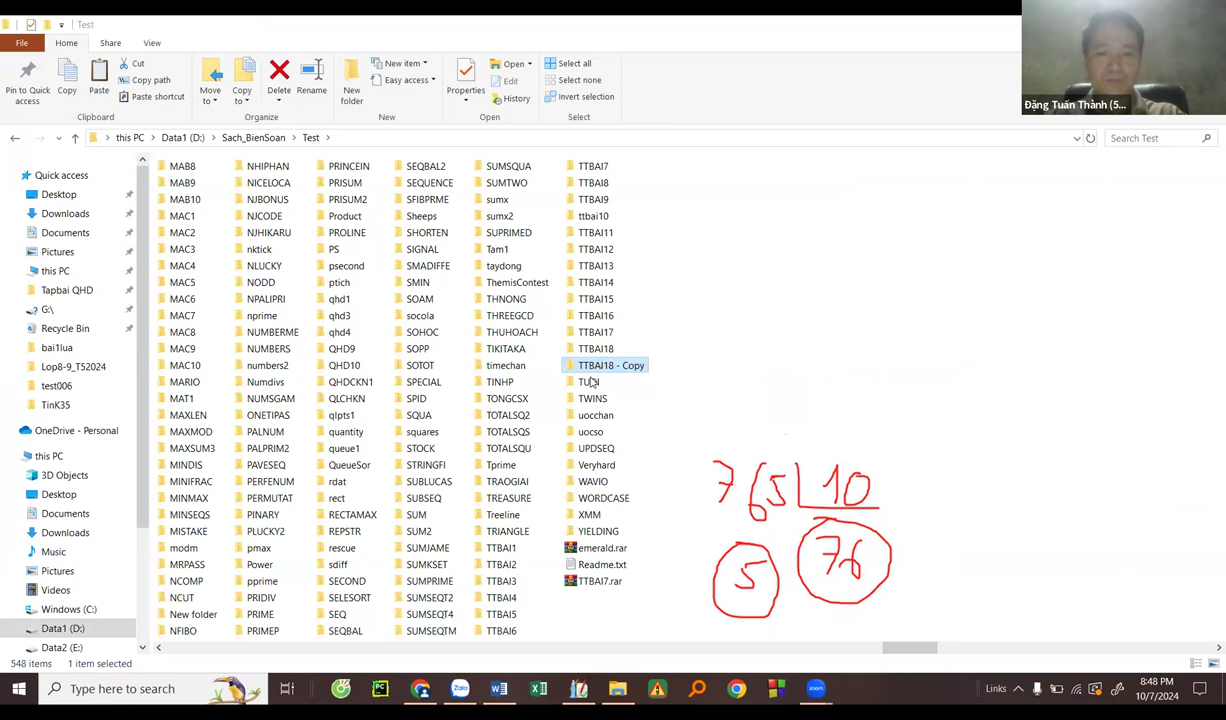 Test
File
Home
Share
View
Pin to Quick
access
Copy
Paste
Cut
Copy path
Paste shortcut
Clipboard
Move
to
Copy
to
Delete
Rename
Organize
New
folder
New item
Easy access
New
Properties
Open
Edit
History
Open
Select all
Select none
Invert selection
Select
Đặng Tuấn Thành (5...
this PC
Data1 (D:)
Sach_BienSoan
Test
Search Test
Quick access
Desktop
Downloads
Documents
Pictures
this PC
Tapbai QHD
G:\
Recycle Bin
bai1lua
Lop8-9_T52024
test006
TinK35
OneDrive - Personal
this PC
3D Objects
Desktop
Documents
Downloads
Music
Pictures
Videos
Windows (C:)
Data1 (D:)
Data2 (E:)
MAB8
MAB9
MAB10
MAC1
MAC2
MAC3
MAC4
MAC5
MAC6
MAC7
MAC8
MAC9
MAC10
MARIO
MAT1
MAXLEN
MAXMOD
MAXSUM3
MINDIS
MINIFRAC
MINMAX
MINSEQS
MISTAKE
modm
MRPASS
NCOMP
NCUT
New folder
NFIBO
NHIPHAN
NICELOCA
NJBONUS
NJCODE
NJHIKARU
nktick
NLUCKY
NODD
NPALIPRI
nprime
NUMBERME
NUMBERS
numbers2
Numdivs
NUMSGAM
ONETIPAS
PALNUM
PALPRIM2
PAVESEQ
PERFENUM
PERMUTAT
PINARY
PLUCKY2
pmax
Power
pprime
PRIDIV
PRIME
PRIMEP
PRINCEIN
PRISUM
PRISUM2
Product
PROLINE
PS
psecond
ptich
qhd1
qhd3
qhd4
QHD9
QHD10
QHDCKN1
QLCHKN
qlpts1
quantity
queue1
QueueSor
rdat
rect
RECTAMAX
REPSTR
rescue
sdiff
SECOND
SELESORT
SEQ
SEQBAL
SEQBAL2
SEQUENCE
SFIBPRME
Sheeps
SHORTEN
SIGNAL
SMADIFFE
SMIN
SOAM
socola
SOHOC
SOPP
SOTOT
SPECIAL
SPID
SQUA
squares
STOCK
STRINGFI
SUBLUCAS
SUBSEQ
SUM
SUM2
SUMJAME
SUMKSET
SUMPRIME
SUMSEQT2
SUMSEQT4
SUMSEQTM
SUMSQUA
SUMTWO
sumx
sumx2
SUPRIMED
Tam1
taydong
ThemisContest
THNONG
THREEGCD
THUHOACH
TIKITAKA
timechan
TINHP
TONGCSX
TOTALSQ2
TOTALSQS
TOTALSQU
Tprime
TRAOGIAI
TREASURE
Treeline
TRIANGLE
TTBAI1
TTBAI2
TTBAI3
TTBAI4
TTBAI5
TTBAI6
TTBAI7
TTBAI8
TTBAI9
ttbai10
TTBAI11
TTBAI12
TTBAI13
TTBAI14
TTBAI15
TTBAI16
TTBAI17
TTBAI18
TTBAI18 - Copy
TWINS
uocchan
uocso
UPDSEQ
Veryhard
WAVIO
WORDCASE
XMM
YIELDING
emerald.rar
Readme.txt
TTBAI7.rar
765 10
5 76
548 items
1 item selected
Type here to search
Links
8:48 PM
10/7/2024